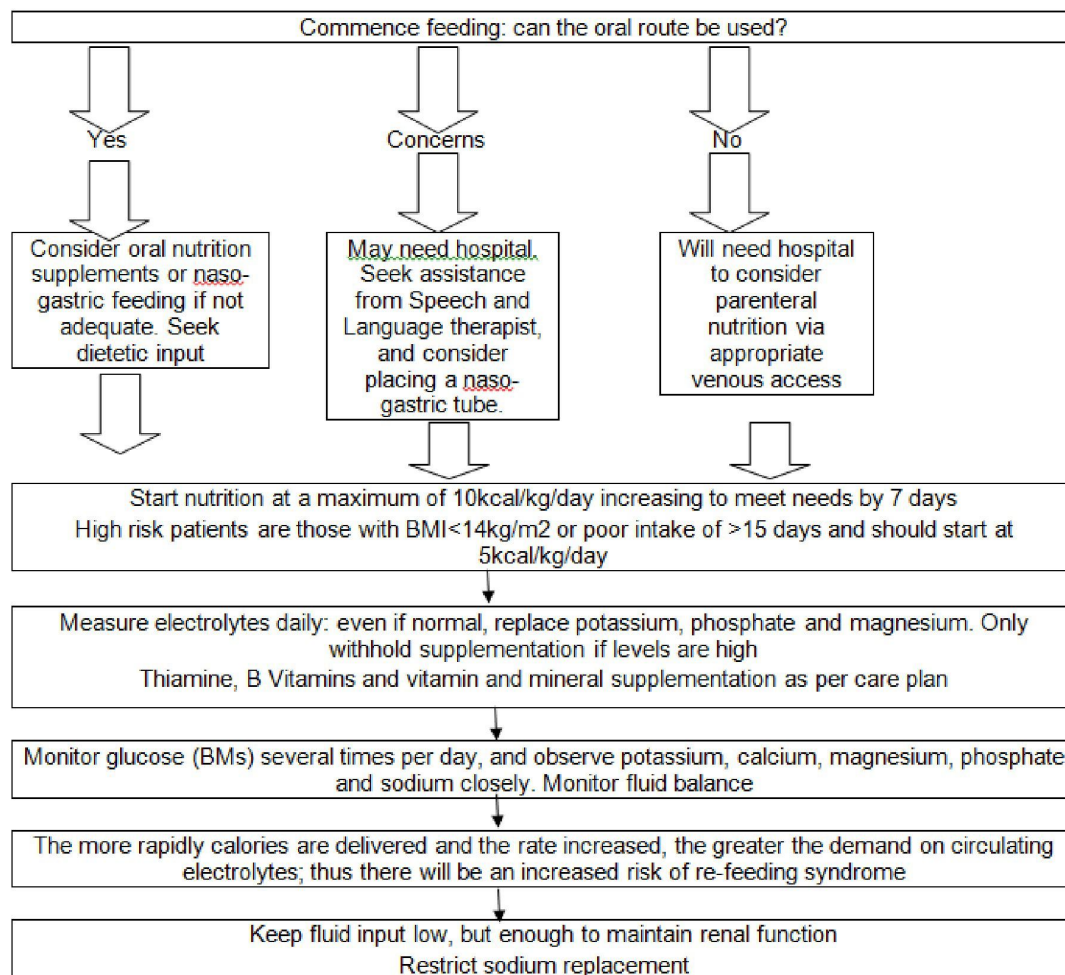 Commence feeding: can the oral route be used?
Yes
Concerns
No
Consider oral nutrition
supplements or naso-
gastric feeding if not
adequate. Seek
dietetic input
May need hospital.
Seek assistance
from Speech and
Language therapist,
and consider
placing a naso-
gastric tube.
Will need hospital
to consider
parenteral
nutrition via
appropriate
venous access
Start nutrition at a maximum of 10kcal/kg/day increasing to meet needs by 7 days
High risk patients are those with BMI<14kg/m2 or poor intake of >15 days and should start at
5kcal/kg/day
Measure electrolytes daily: even if normal, replace potassium, phosphate and magnesium. Only
withhold supplementation if levels are high
Thiamine, B Vitamins and vitamin and mineral supplementation as per care plan
Monitor glucose (BMs) several times per day, and observe potassium, calcium, magnesium, phosphate
and sodium closely. Monitor fluid balance
The more rapidly calories are delivered and the rate increased, the greater the demand on circulating
electrolytes; thus there will be an increased risk of re-feeding syndrome
Keep fluid input low, but enough to maintain renal function
Restrict sodium replacement